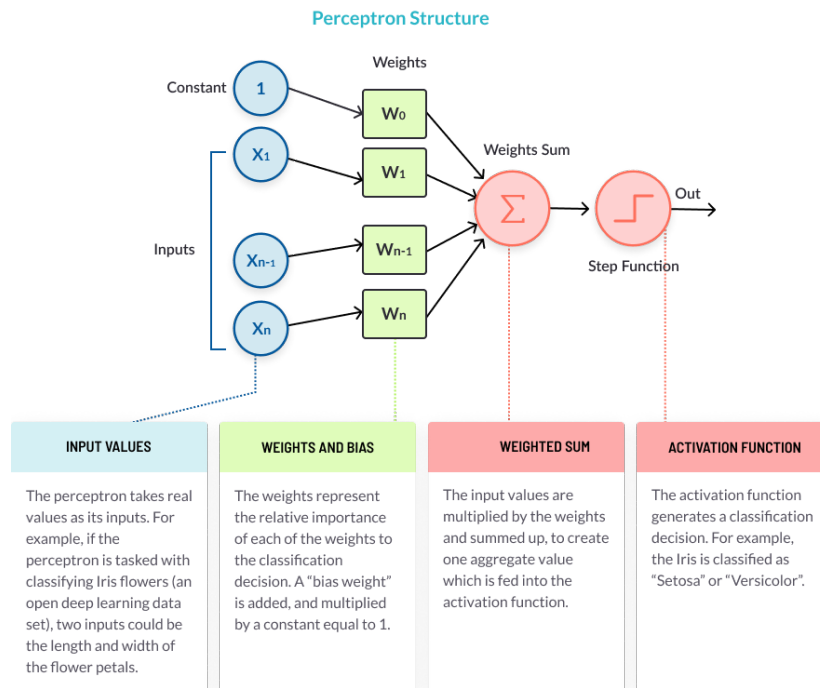 Perceptron Structure
Weights
Constant
1
W0
X1
W1
Weights Sum
Σ
Out
Inputs
Xn-1
Wn-1
Step Function
Xn
Wn
INPUT VALUES
The perceptron takes real
values as its inputs. For
example, if the
perceptron is tasked with
classifying Iris flowers (an
open deep learning data
set), two inputs could be
the length and width of
the flower petals.
WEIGHTS AND BIAS
The weights represent
the relative importance
of each of the weights to
the classification
decision. A “bias weight”
is added, and multiplied
by a constant equal to 1.
WEIGHTED SUM
The input values are
multiplied by the weights
and summed up, to create
one aggregate value
which is fed into the
activation function.
ACTIVATION FUNCTION
The activation function
generates a classification
decision. For example,
the Iris is classified as
“Setosa” or “Versicolor”.